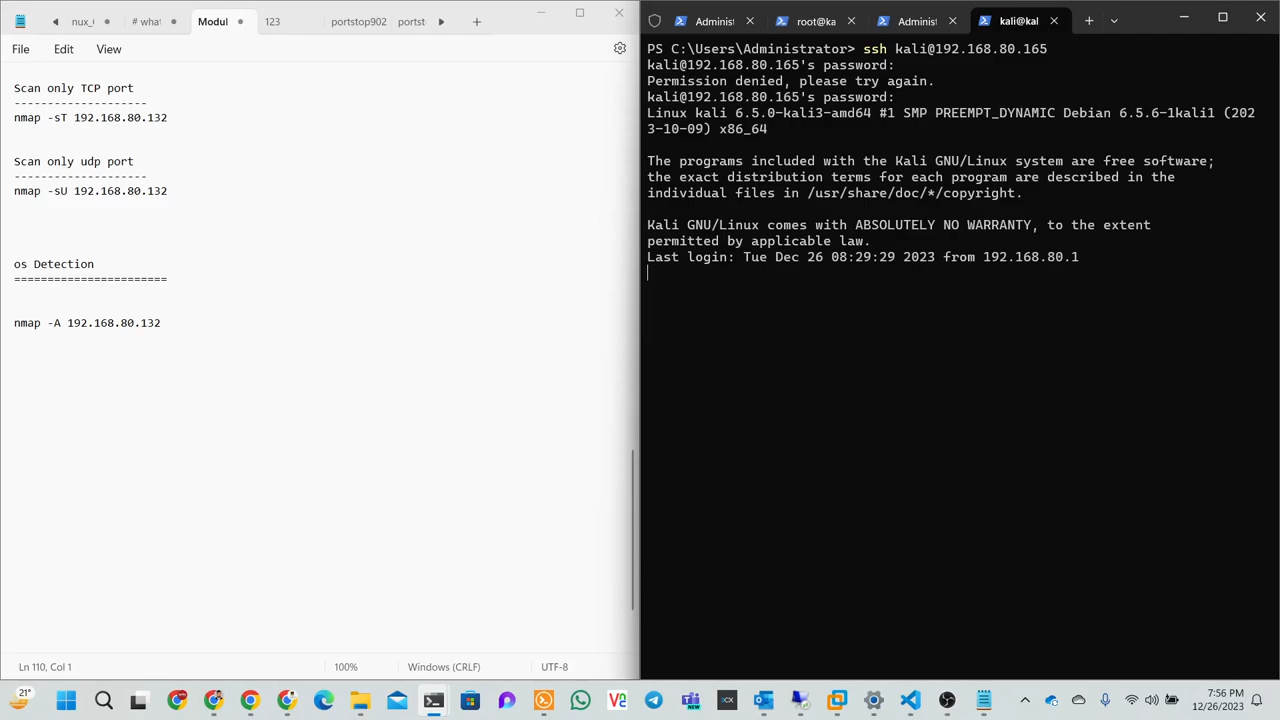 nux_
# what
Modul
123
portstop902
portst
File
Edit
View
Scan only TCP port
--------------------
nmap -sT 192.168.80.132
Scan only udp port
--------------------
nmap -sU 192.168.80.132
os Detection
=======================
nmap -A 192.168.80.132
Ln 110, Col 1
100%
Windows (CRLF)
UTF-8
Administ
root@ka
Administ
kali@kal
PS C:\Users\Administrator> ssh kali@192.168.80.165
kali@192.168.80.165's password:
Permission denied, please try again.
kali@192.168.80.165's password:
Linux kali 6.5.0-kali3-amd64 #1 SMP PREEMPT_DYNAMIC Debian 6.5.6-1kali1 (202
3-10-09) x86_64
The programs included with the Kali GNU/Linux system are free software;
the exact distribution terms for each program are described in the
individual files in /usr/share/doc/*/copyright.
Kali GNU/Linux comes with ABSOLUTELY NO WARRANTY, to the extent
permitted by applicable law.
Last login: Tue Dec 26 08:29:29 2023 from 192.168.80.1
21°
7:56 PM
12/26/2023